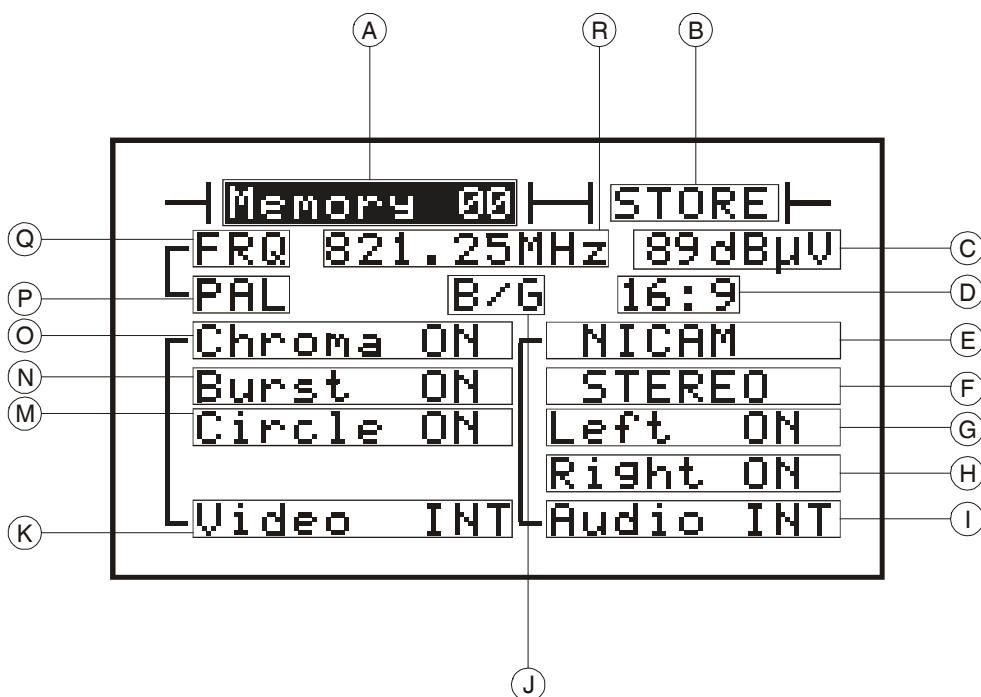 A R B
Memory 00 STORE
Q FRQ 821.25MHz 89dBµV C
P PAL B/G 16:9 D
O Chroma ON NICAM E
N Burst ON STEREO F
M Circle ON Left ON G
Right ON H
K Video INT Audio INT I
J